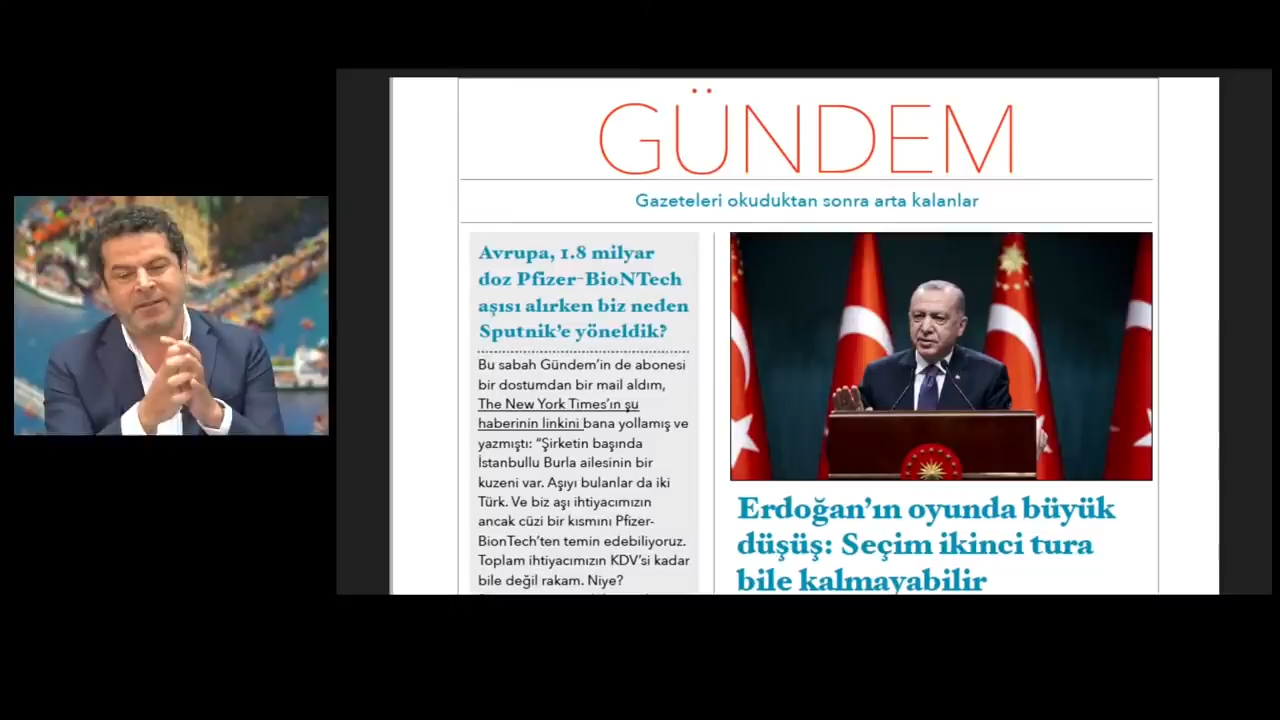 GÜNDEM
Gazeteleri okuduktan sonra arta kalanlar
Avrupa, 1.8 milyar
doz Pfizer-BioNTech
aşısı alırken biz neden
Sputnik'e yöneldik?
Bu sabah Gündem'in de abonesi
bir dostumdan bir mail aldım,
The New York Times'ın şu
haberinin linkini bana yollamış ve
yazmıştı: “Şirketin başında
İstanbullu Burla ailesinin bir
kuzeni var. Aşıyı bulanlar da iki
Türk. Ve biz aşı ihtiyacımızın
ancak cüzi bir kısmını Pfizer-
BionTech'ten temin edebiliyoruz.
Toplam ihtiyacımızın KDV'si kadar
bile değil rakam. Niye?
Erdoğan'ın oyunda büyük
düşüş: Seçim ikinci tura
bile kalmayabilir